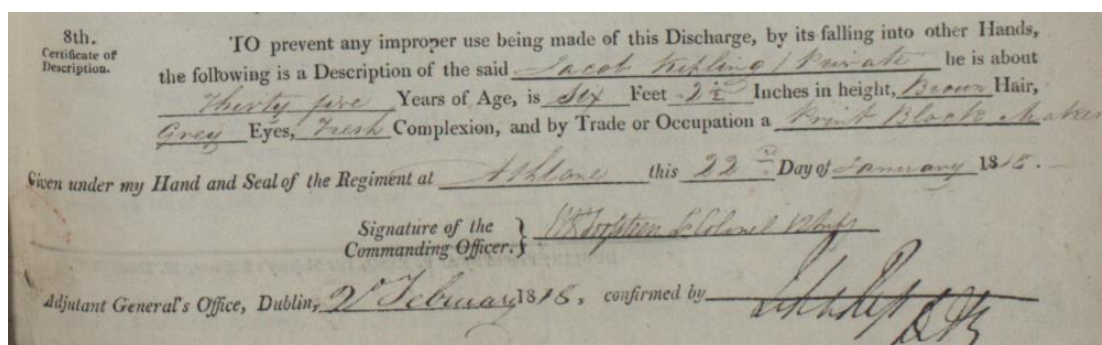 8th.
Certificate of
Description.
TO prevent any improper use being made of this Discharge, by its falling into other Hands,
the following is a Description of the said Jacob Kipling / Private he is about
Thirty five Years of Age, is Six Feet 2½ Inches in height, Brown Hair,
Grey Eyes, Fresh Complexion, and by Trade or Occupation a Print Block Maker
Given under my Hand and Seal of the Regiment at Athlone this 22nd Day of January 1818.
Signature of the
Commanding Officer. } Lt Colonel
Adjutant General's Office, Dublin, 2 February 1818, confirmed by